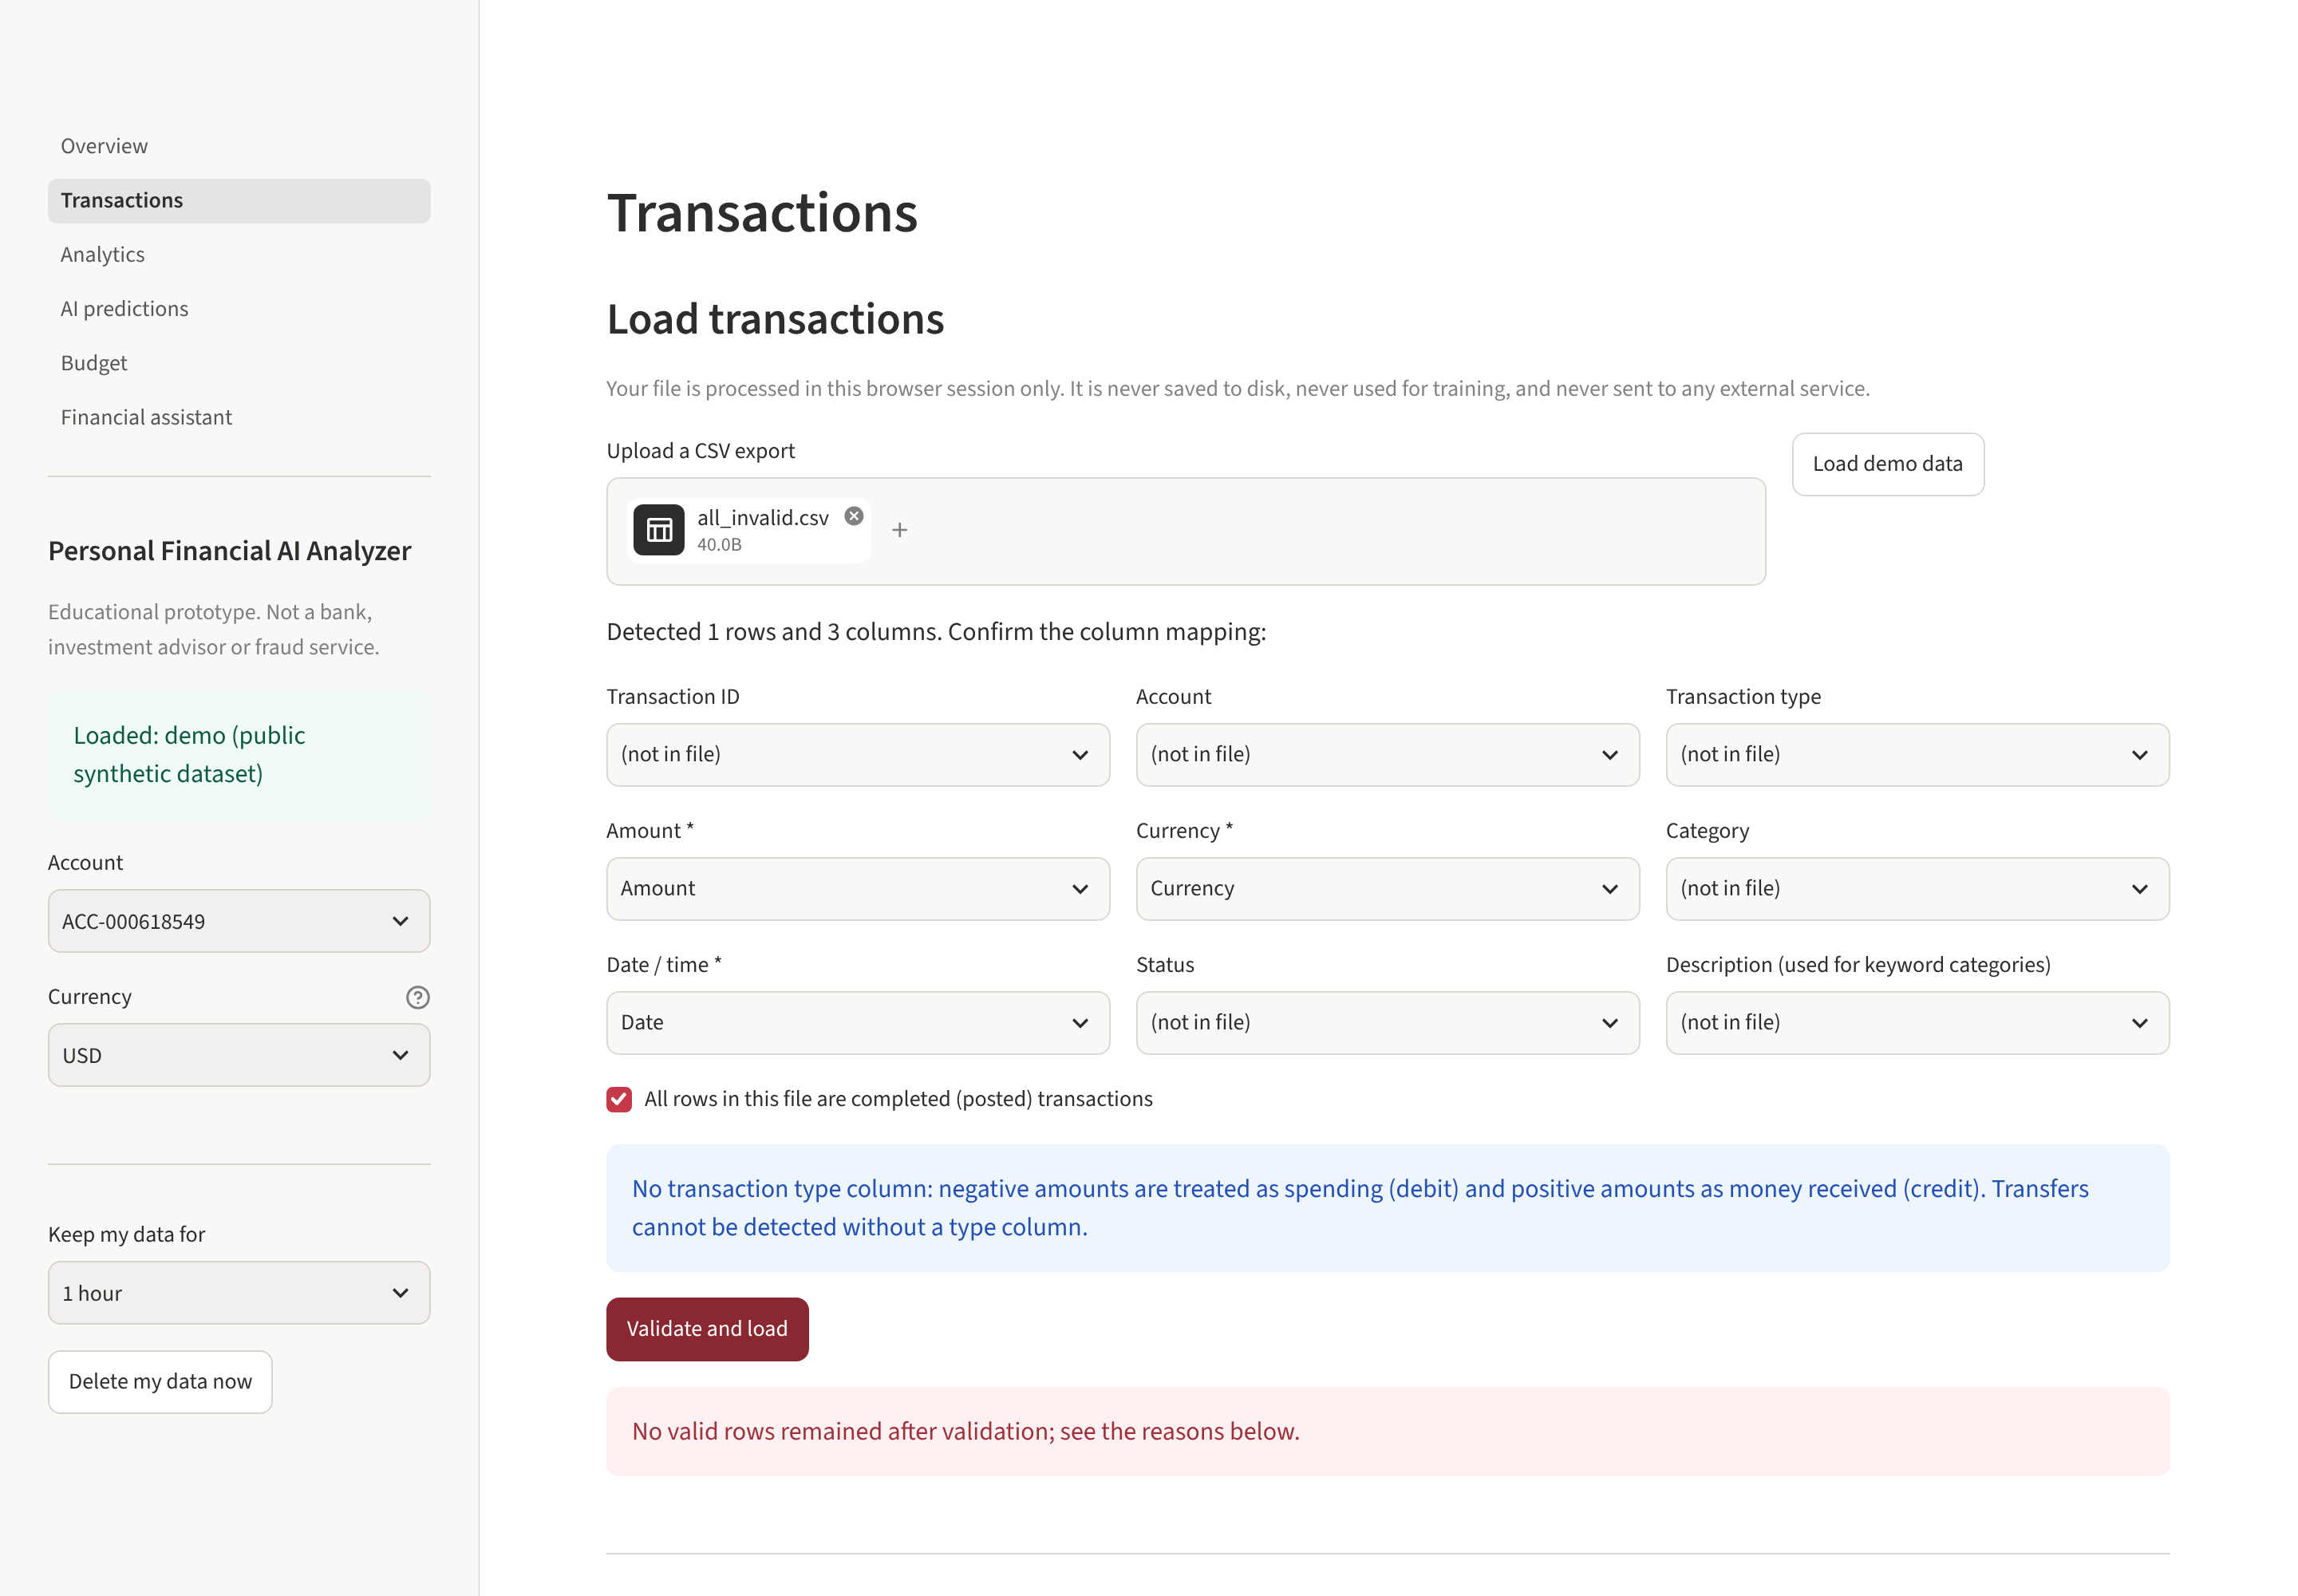 Overview
Transactions
Analytics
AI predictions
Budget
Financial assistant
Personal Financial AI Analyzer
Educational prototype. Not a bank,
investment advisor or fraud service.
Loaded: demo (public
synthetic dataset)
Account
ACC-000618549
Currency
USD
Keep my data for
1 hour
Delete my data now
Transactions
Load transactions
Your file is processed in this browser session only. It is never saved to disk, never used for training, and never sent to any external service.
Upload a CSV export
Load demo data
all_invalid.csv
40.0B
Detected 1 rows and 3 columns. Confirm the column mapping:
Transaction ID
(not in file)
Account
(not in file)
Transaction type
(not in file)
Amount *
Amount
Currency *
Currency
Category
(not in file)
Date / time *
Date
Status
(not in file)
Description (used for keyword categories)
(not in file)
All rows in this file are completed (posted) transactions
No transaction type column: negative amounts are treated as spending (debit) and positive amounts as money received (credit). Transfers
cannot be detected without a type column.
Validate and load
No valid rows remained after validation; see the reasons below.